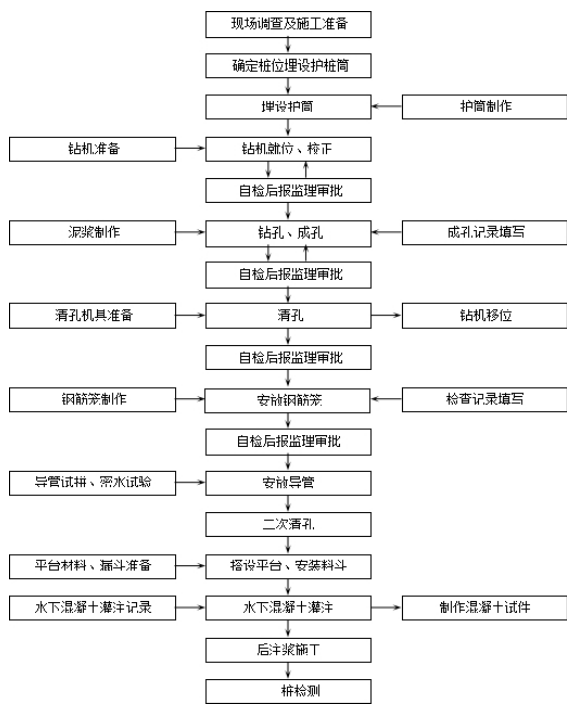 现场调查及施工准备
确定桩位埋设护桩筒
埋设护筒
护筒制作
钻机准备
钻机就位、校正
自检后报监理审批
泥浆制作
钻孔、成孔
成孔记录填写
自检后报监理审批
清孔机具准备
清孔
钻机移位
自检后报监理审批
钢筋笼制作
安放钢筋笼
检查记录填写
自检后报监理审批
导管试拼、密水试验
安放导管
二次清孔
平台材料、漏斗准备
搭设平台、安装料斗
水下混凝土灌注记录
水下混凝土灌注
制作混凝土试件
后注浆施工
桩检测